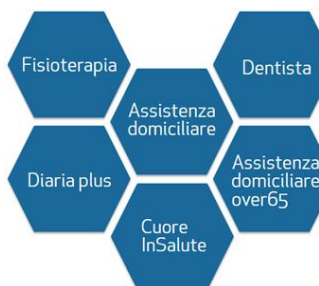 Fisioterapia
Dentista
Assistenza
domiciliare
Diaria plus
Assistenza
domiciliare
over65
Cuore
InSalute